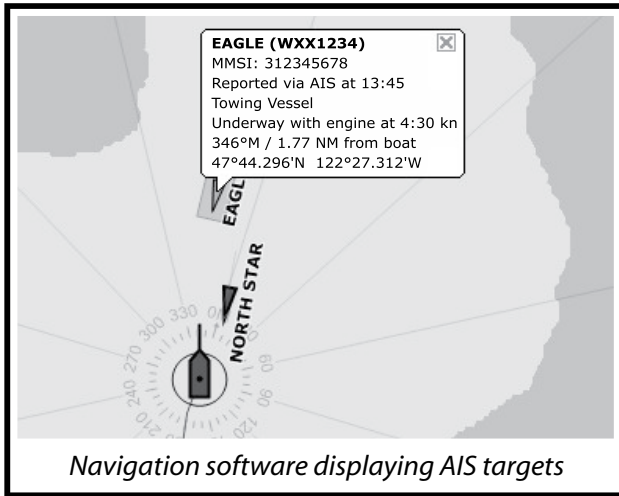 EAGLE (WXX1234)
MMSI: 312345678
Reported via AIS at 13:45
Towing Vessel
Underway with engine at 4:30 kn
346°M / 1.77 NM from boat
47°44.296'N 122°27.312'W
EAGL
NORTH STAR
330
300
270
240
210
60
90
120
Navigation software displaying AIS targets